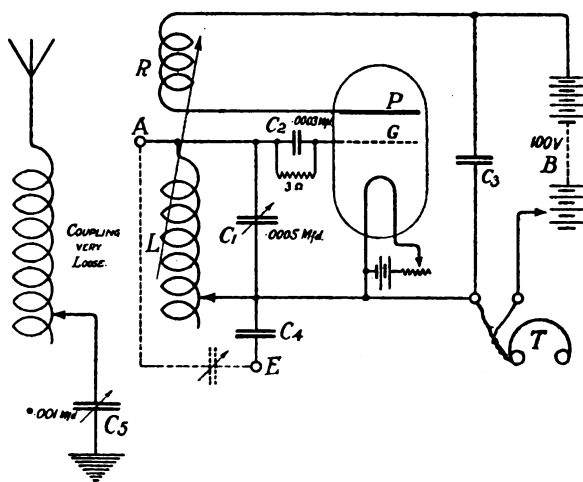 R
P
A
C2 .0003 Mfd.
G
3 Ω
100V
B
C3
COUPLING
VERY
LOOSE.
L
C1
.0005 Mfd.
C4
E
T
.001 Mfd
C5